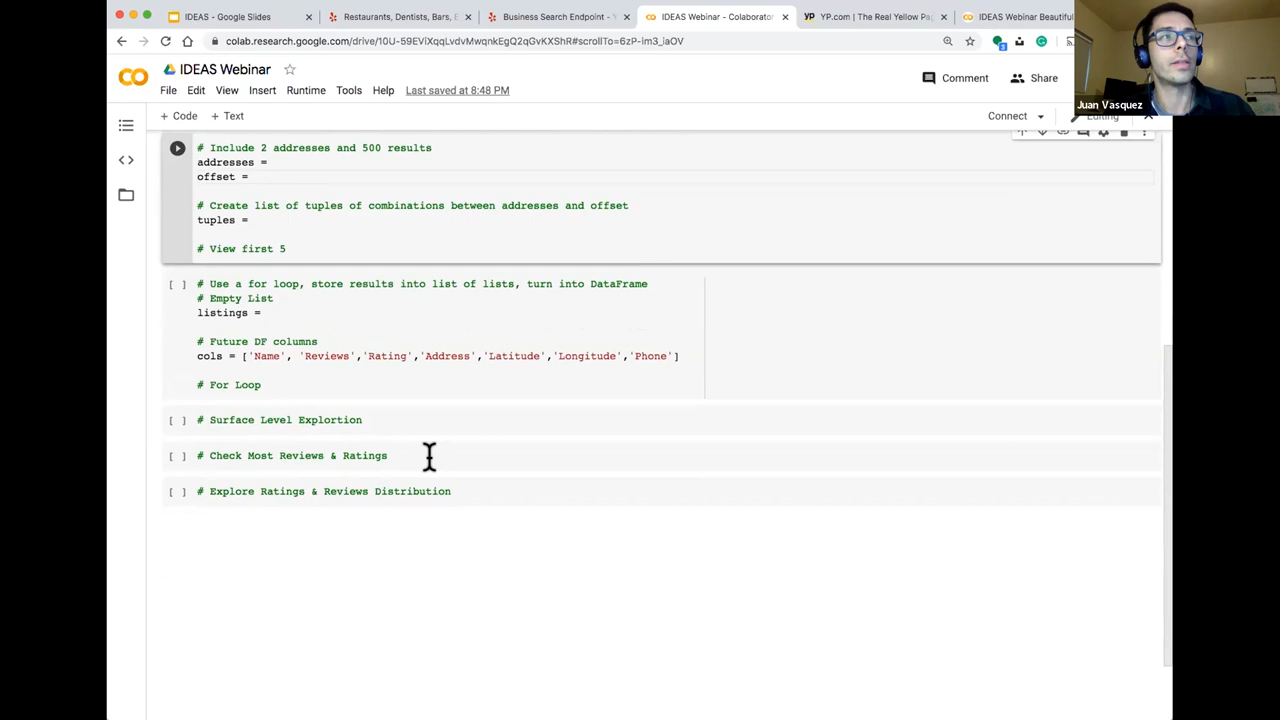 IDEAS - Google Slides
Restaurants, Dentists, Bars, E
Business Search Endpoint - Y
IDEAS Webinar - Colaborator
YP.com | The Real Yellow Pag
IDEAS Webinar Beautiful
colab.research.google.com/drive/10U-59EViXqqLvdvMwqnkEgQ2qGvKXShR#scrollTo=6zP-Im3_iaOV
IDEAS Webinar
Comment
Share
File Edit View Insert Runtime Tools Help Last saved at 8:48 PM
Juan Vasquez
+ Code + Text
Connect
Editing
# Include 2 addresses and 500 results
addresses =
offset =
# Create list of tuples of combinations between addresses and offset
tuples =
# View first 5
[ ] # Use a for loop, store results into list of lists, turn into DataFrame
# Empty List
listings =
# Future DF columns
cols = ['Name', 'Reviews','Rating','Address','Latitude','Longitude','Phone']
# For Loop
[ ] # Surface Level Explortion
[ ] # Check Most Reviews & Ratings
[ ] # Explore Ratings & Reviews Distribution